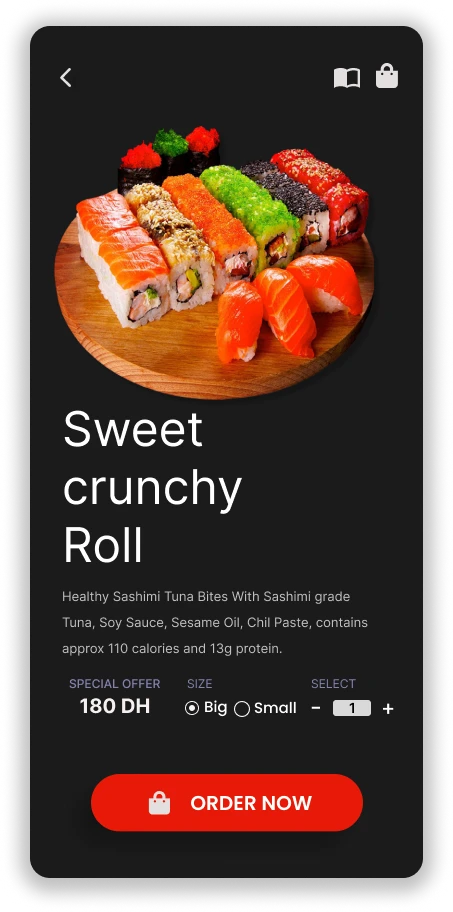 Sweet
crunchy
Roll
Healthy Sashimi Tuna Bites With Sashimi grade
Tuna, Soy Sauce, Sesame Oil, Chil Paste, contains
approx 110 calories and 13g protein.
SPECIAL OFFER SIZE SELECT
180 DH Big Small - 1 +
ORDER NOW